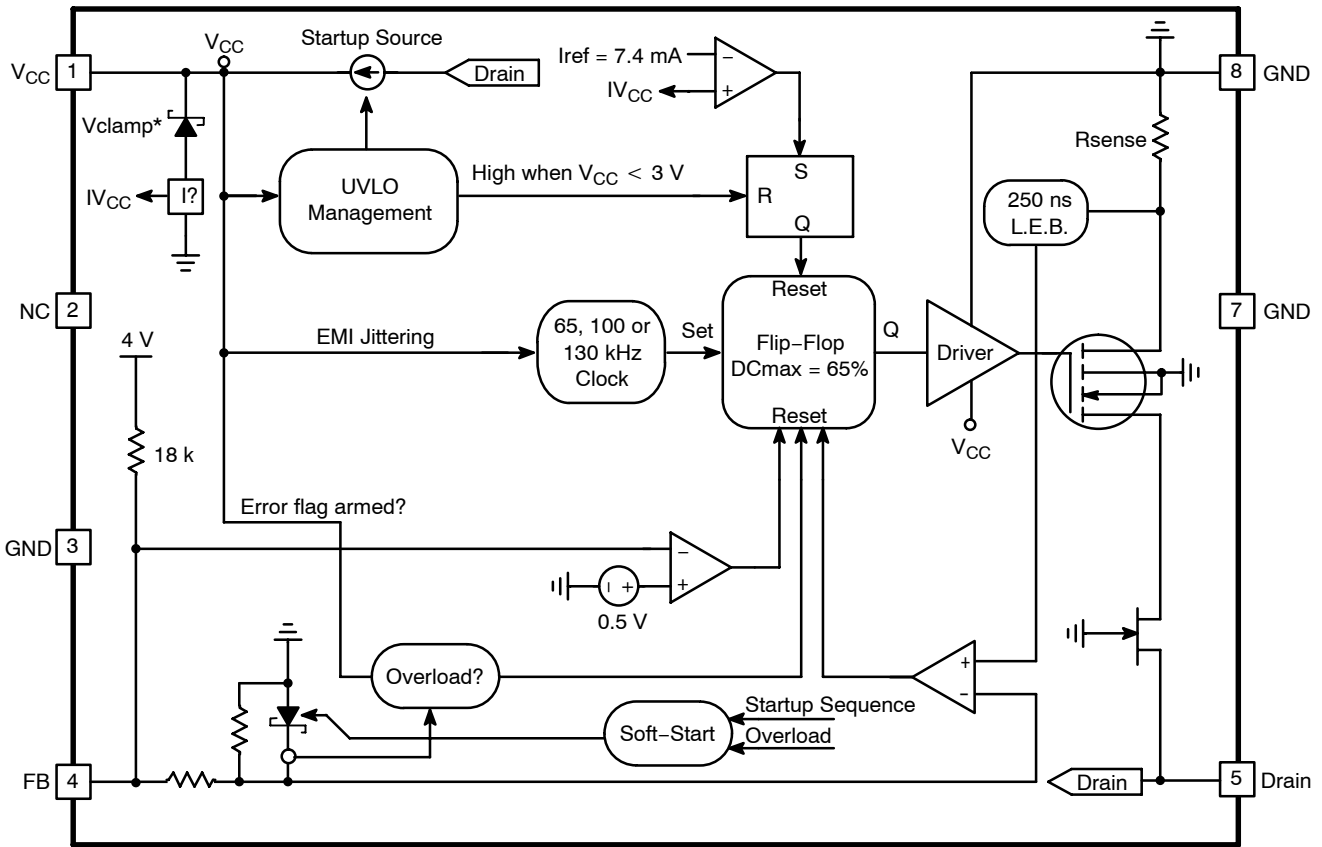 VCC
Startup Source
Iref = 7.4 mA
−
VCC
1
Drain
8
GND
IVCC
+
Vclamp*
Rsense
UVLO
Management
High when VCC < 3 V
S
R
Q
250 ns
L.E.B.
IVCC
I?
NC
2
Reset
7
GND
4 V
EMI Jittering
65, 100 or
130 kHz
Clock
Set
Flip−Flop
DCmax = 65%
Q
Driver
Reset
VCC
18 k
Error flag armed?
GND
3
−
+
− +
0.5 V
Overload?
+
−
Soft−Start
Startup Sequence
Overload
FB
4
Drain
5
Drain